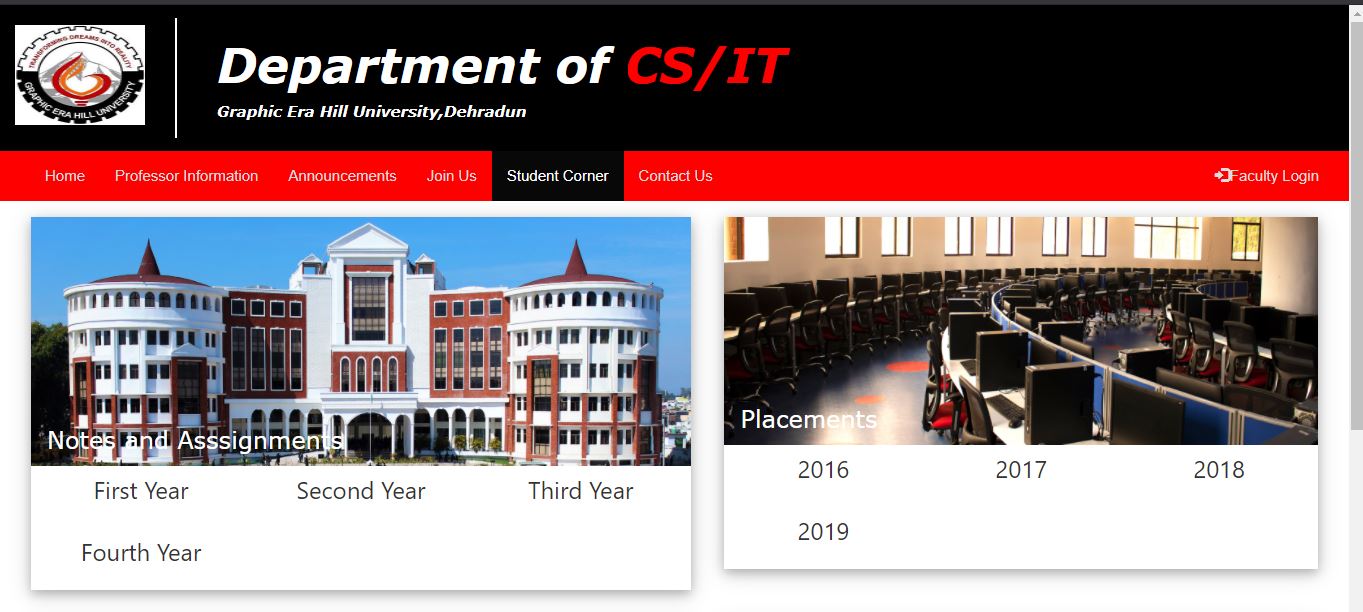 TRANSFORMING DREAMS INTO REALITY
GRAPHIC ERA HILL UNIVERSITY
Department of CS/IT
Graphic Era Hill University,Dehradun
Home Professor Information Announcements Join Us Student Corner Contact Us Faculty Login
Notes and Asssignments
First Year Second Year Third Year
Fourth Year
Placements
2016 2017 2018
2019